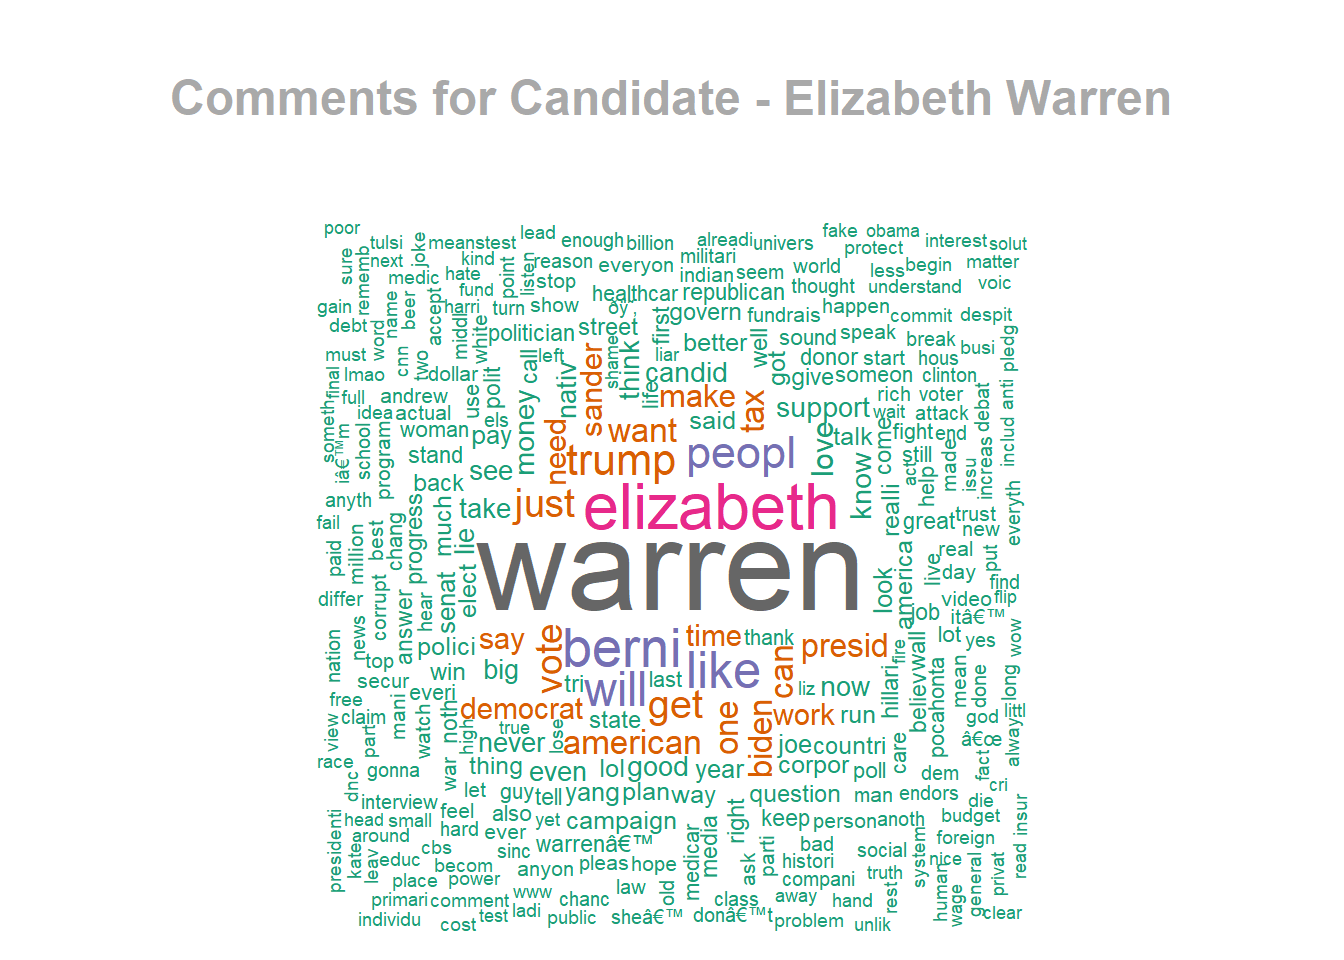 Comments for Candidate - Elizabeth Warren
poor
lead
fake obama
tulsi meanstest enough billion alreadi univers protect interest solut
sure next joke kind reason everyon militari world less begin matter
rememb medic hate point listen stop indian seem thought understand voic
fund healthcar republican
gain name beer accept harri turn show ðŸ˜‚ first govern fundrais happen commit despit
debt word middl white politician street better well sound speak break busi pledg
must cnn two left shame liar think candid got donor start hous
final lmao dollar polit call nativ sander life make tax giveg someon clinton anti
full andrew use rich voter
someth idea actual els money need want said support wait attack debat includ
iâ€™m school woman pay trump peopl love talk come fight end
program stand see know still act made issu increas everyth
back help
anyth take just elizabeth realli great trust
fail progress much new
paid million best chang lie warren look america live real put
day find
differ corrupt hear senat elect job video flip
answer itâ€™™
nation news polici say vote berni time thank can presid believ wall lot yes wow
top win big tri will like last liz now fire mean done long
secur everi hillari pocahonta
free mani watch noth democrat state get one biden work run god littl
view claim part high true never lose american joe countri care â€œ alway
race gonna war thing even lol good year corpor poll dem fact
dnc let guy tell yang plan way question man endors cri
interview feel also die
presidenti head small hard ever yet campaign right keep person anoth budget insur
around cbs sinc warrenâ€™™ media parti bad social system foreign
kate leav educ becom anyon pleas hope medicar ask histori truth nice general privat read
place power compani
primari comment www chanc law old class away hand rest human wage
individu cost test ladi public sheâ€™™ donâ€™t problem unlik clear